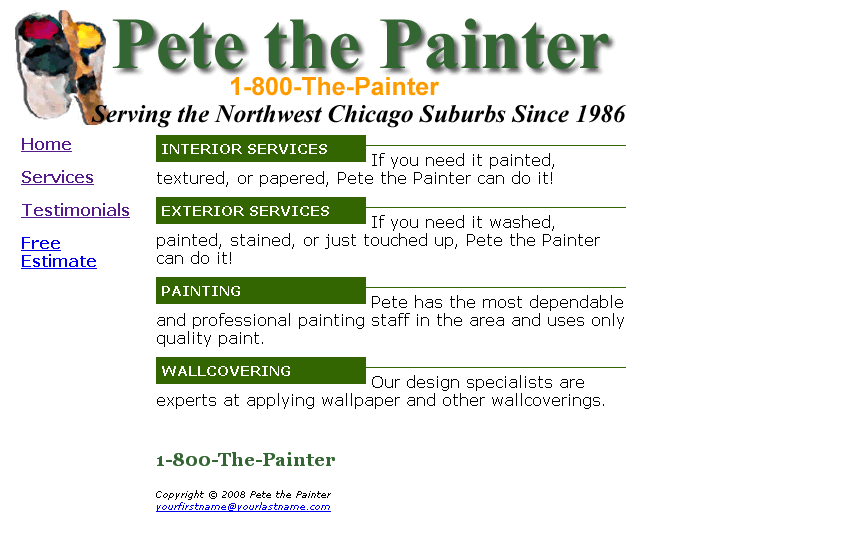 Pete the Painter
1-800-The-Painter
Serving the Northwest Chicago Suburbs Since 1986
Home
Services
Testimonials
Free
Estimate
INTERIOR SERVICES
If you need it painted,
textured, or papered, Pete the Painter can do it!
EXTERIOR SERVICES
If you need it washed,
painted, stained, or just touched up, Pete the Painter
can do it!
PAINTING
Pete has the most dependable
and professional painting staff in the area and uses only
quality paint.
WALLCOVERING
Our design specialists are
experts at applying wallpaper and other wallcoverings.
1-800-The-Painter
Copyright © 2008 Pete the Painter
yourfirstname@yourlastname.com